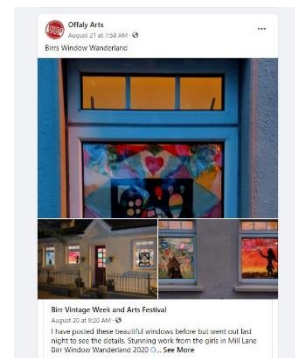 Offaly Arts
August 21 at 7:58 AM ·
Birrs Window Wanderland
Birr Vintage Week and Arts Festival
August 20 at 9:20 AM ·
I have posted these beautiful windows before but went out last
night to see the details. Stunning work from the girls in Mill Lane
Birr Window Wanderland 2020 O... See More